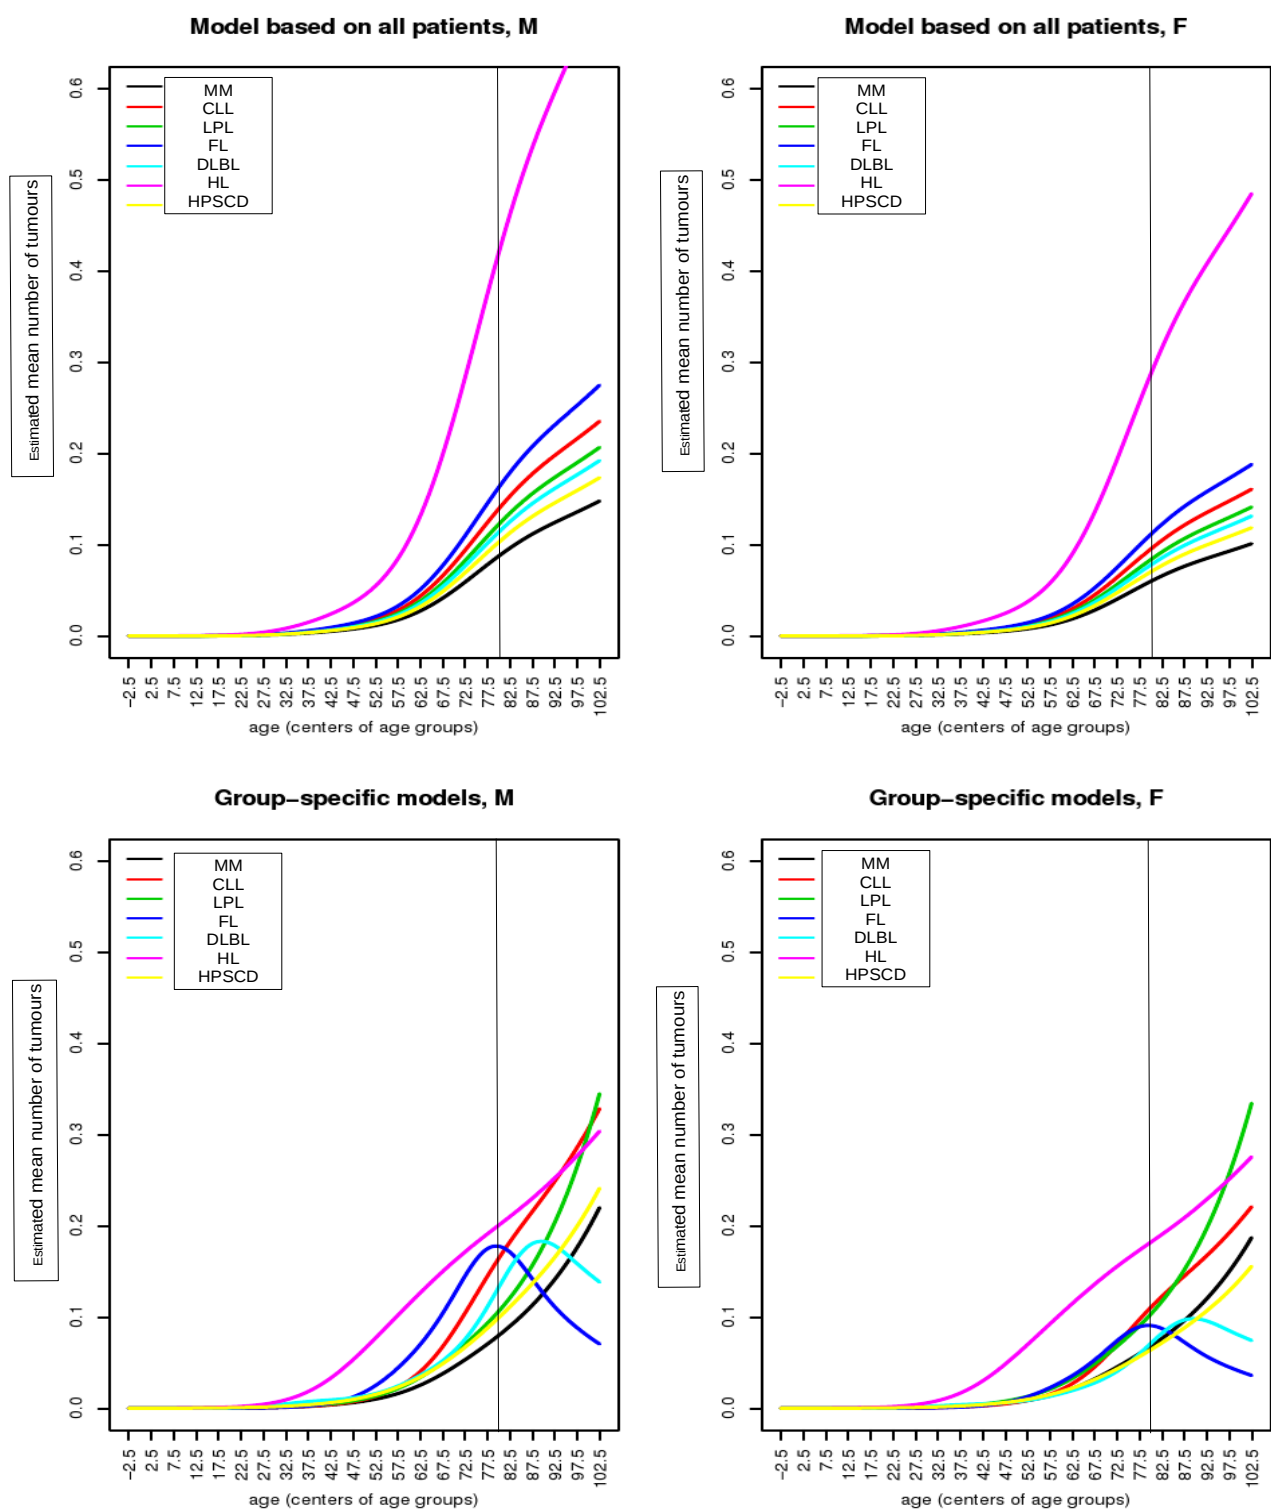 Model based on all patients, M
0.6
0.5
0.4
0.3
0.2
0.1
0.0
Estimated mean number of tumours
MM
CLL
LPL
FL
DLBL
HL
HPSCD
−2.5 2.5 7.5 12.5 17.5 22.5 27.5 32.5 37.5 42.5 47.5 52.5 57.5 62.5 67.5 72.5 77.5 82.5 87.5 92.5 97.5 102.5
age (centers of age groups)
Model based on all patients, F
0.6
0.5
0.4
0.3
0.2
0.1
0.0
Estimated mean number of tumours
MM
CLL
LPL
FL
DLBL
HL
HPSCD
−2.5 2.5 7.5 12.5 17.5 22.5 27.5 32.5 37.5 42.5 47.5 52.5 57.5 62.5 67.5 72.5 77.5 82.5 87.5 92.5 97.5 102.5
age (centers of age groups)
Group−specific models, M
0.6
0.5
0.4
0.3
0.2
0.1
0.0
Estimated mean number of tumours
MM
CLL
LPL
FL
DLBL
HL
HPSCD
−2.5 2.5 7.5 12.5 17.5 22.5 27.5 32.5 37.5 42.5 47.5 52.5 57.5 62.5 67.5 72.5 77.5 82.5 87.5 92.5 97.5 102.5
age (centers of age groups)
Group−specific models, F
0.6
0.5
0.4
0.3
0.2
0.1
0.0
Estimated mean number of tumours
MM
CLL
LPL
FL
DLBL
HL
HPSCD
−2.5 2.5 7.5 12.5 17.5 22.5 27.5 32.5 37.5 42.5 47.5 52.5 57.5 62.5 67.5 72.5 77.5 82.5 87.5 92.5 97.5 102.5
age (centers of age groups)